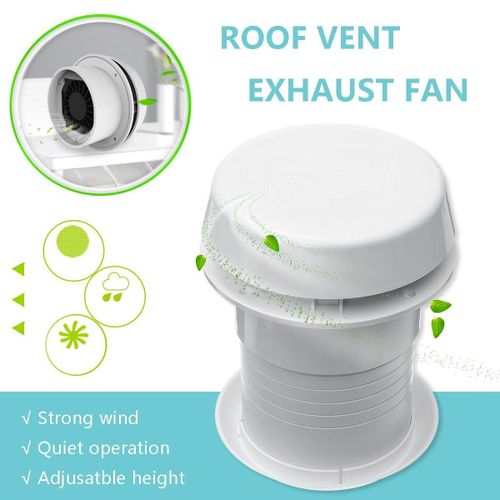 ROOF VENT
EXHAUST FAN
√ Strong wind
√ Quiet operation
√ Adjusatble height